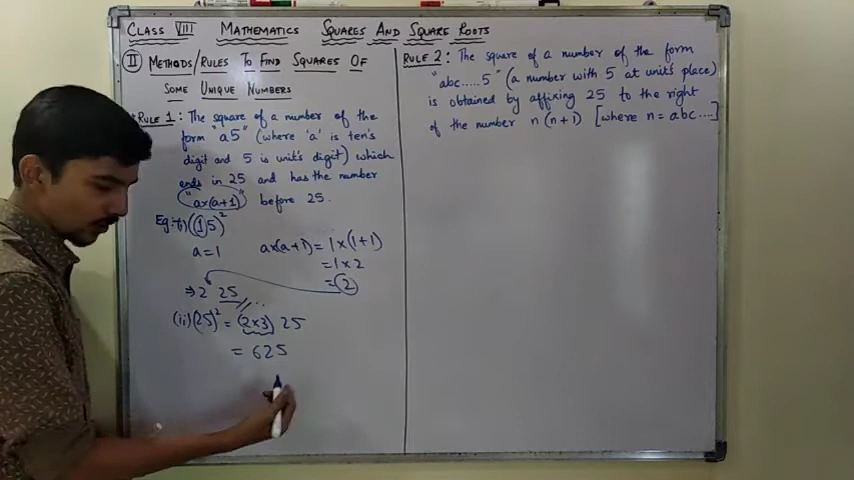 CLASS VIII MATHEMATICS SQUARES AND SQUARE ROOTS
II METHODS/RULES TO FIND SQUARES OF
SOME UNIQUE NUMBERS
RULE 1: The square of a number of the
form "a5" (where 'a' is ten's
digit and 5 is unit's digit) which
ends in 25 and has the number
"a×(a+1)" before 25.
Eg:-(i) (15)²
a=1 a×(a+1) = 1×(1+1)
= 1×2
= 2
⇒ 2 25
(ii) (25)² = (2×3) 25
= 625
RULE 2: The square of a number of the form
"abc.....5" (a number with 5 at unit's place)
is obtained by affixing 25 to the right
of the number n(n+1) [where n = abc....]